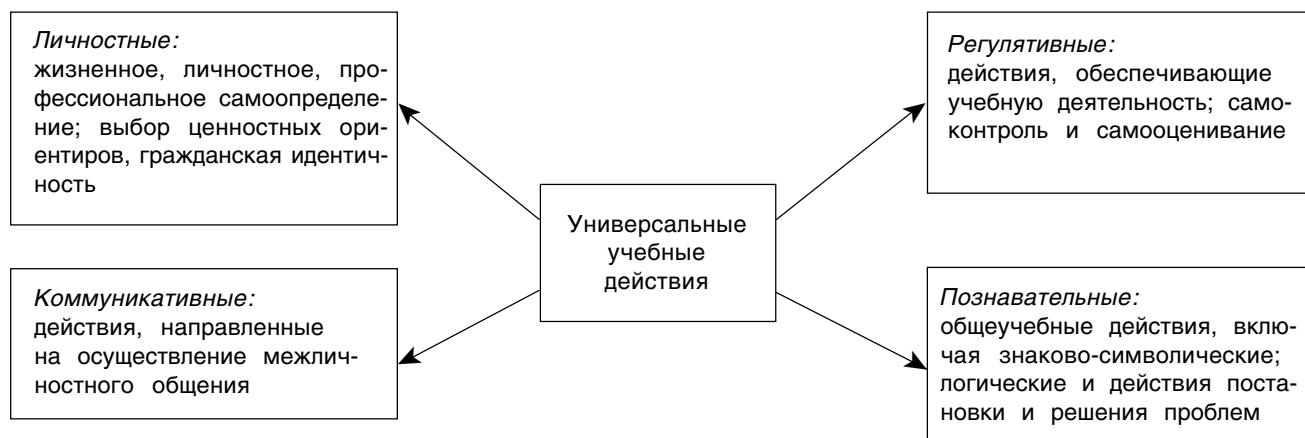 Личностные:
жизненное, личностное, про-
фессиональное самоопределе-
ние; выбор ценностных ори-
ентиров, гражданская идентич-
ность
Регулятивные:
действия, обеспечивающие
учебную деятельность; само-
контроль и самооценивание
Универсальные
учебные
действия
Коммуникативные:
действия, направленные
на осуществление межлич-
ностного общения
Познавательные:
общеучебные действия, вклю-
чая знаково-символические;
логические и действия поста-
новки и решения проблем